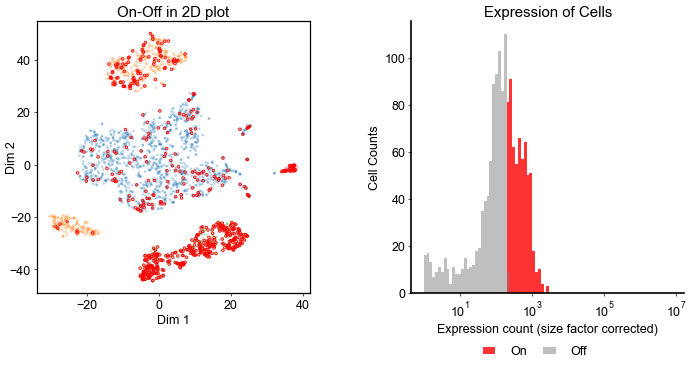 On-Off in 2D plot
Dim 2
40
20
0
−20
−40
−20
0
20
40
Dim 1
Expression of Cells
Cell Counts
100
80
60
40
20
0
10^1
10^3
10^5
10^7
Expression count (size factor corrected)
On
Off